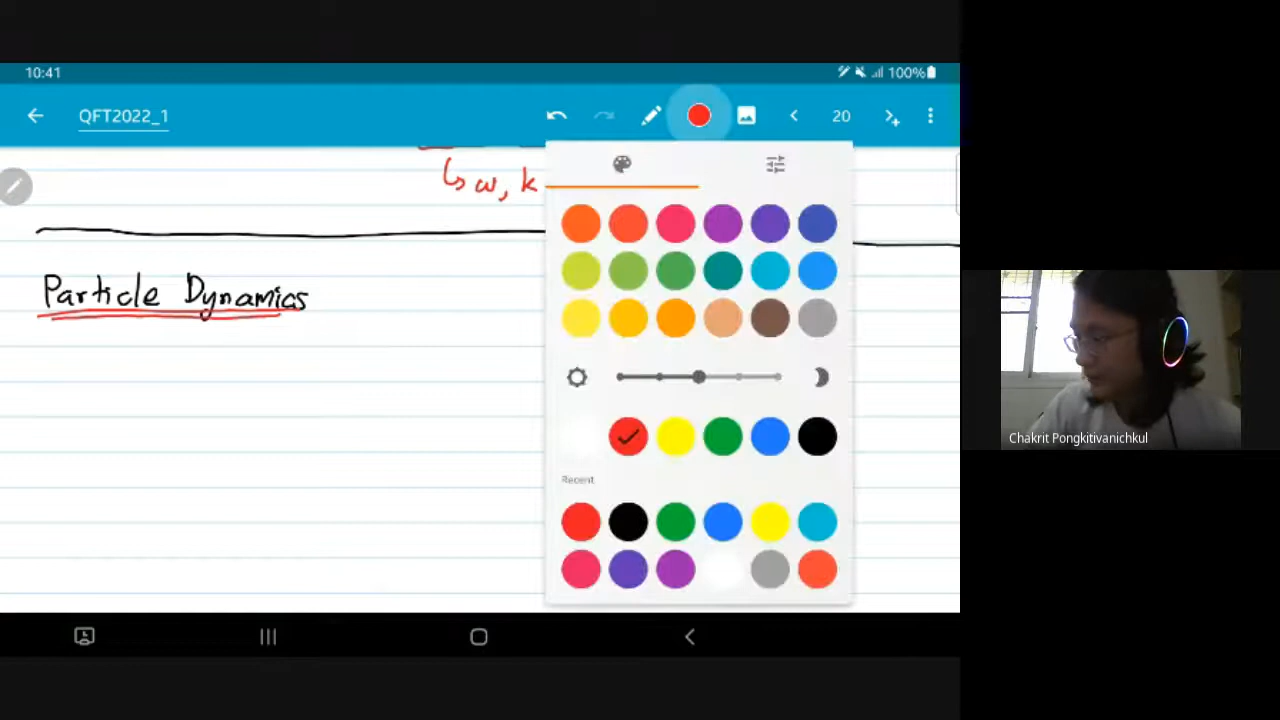 10:41
100%
QFT2022_1
20
↳ ω, k
Particle Dynamics
Recent
Chakrit Pongkitivanichkul